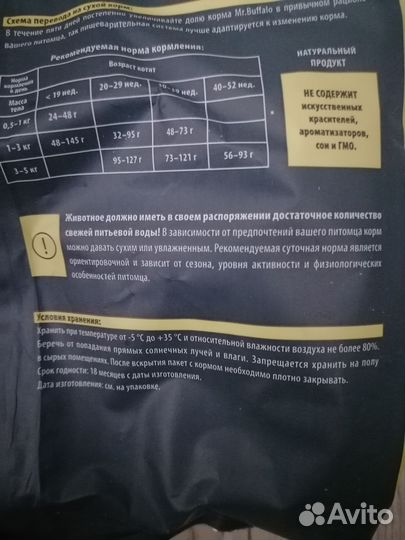 Схема перевода на сухой корм:
В течение пяти дней постепенно увеличивайте долю корма Mr.Buffalo в привычном рационе
вашего питомца, так пищеварительная система лучше адаптируется к изменению корма.
Рекомендуемая норма кормления:
Норма кормления в день
Возраст котят
Масса тела
< 19 нед.
20–29 нед.
30–39 нед.
40–52 нед.
0,5–1 кг
24–48 г
1–3 кг
48–145 г
32–95 г
48–73 г
3–5 кг
95–127 г
73–121 г
56–93 г
НАТУРАЛЬНЫЙ
ПРОДУКТ
НЕ СОДЕРЖИТ
ИСКУССТВЕННЫХ
КРАСИТЕЛЕЙ,
АРОМАТИЗАТОРОВ,
СОИ И ГМО.
Животное должно иметь в своем распоряжении достаточное количество
свежей питьевой воды! В зависимости от предпочтений вашего питомца корм
можно давать сухим или увлажненным. Рекомендуемая суточная норма является
ориентировочной и зависит от сезона, уровня активности и физиологических
особенностей питомца.
Условия хранения:
Хранить при температуре от -5 °С до +35 °С и относительной влажности воздуха не более 80%.
Беречь от попадания прямых солнечных лучей и влаги. Запрещается хранить на полу
в сырых помещениях. После вскрытия пакет с кормом необходимо плотно закрывать.
Срок годности: 18 месяцев с даты изготовления.
Дата изготовления: см. на упаковке.
Avito